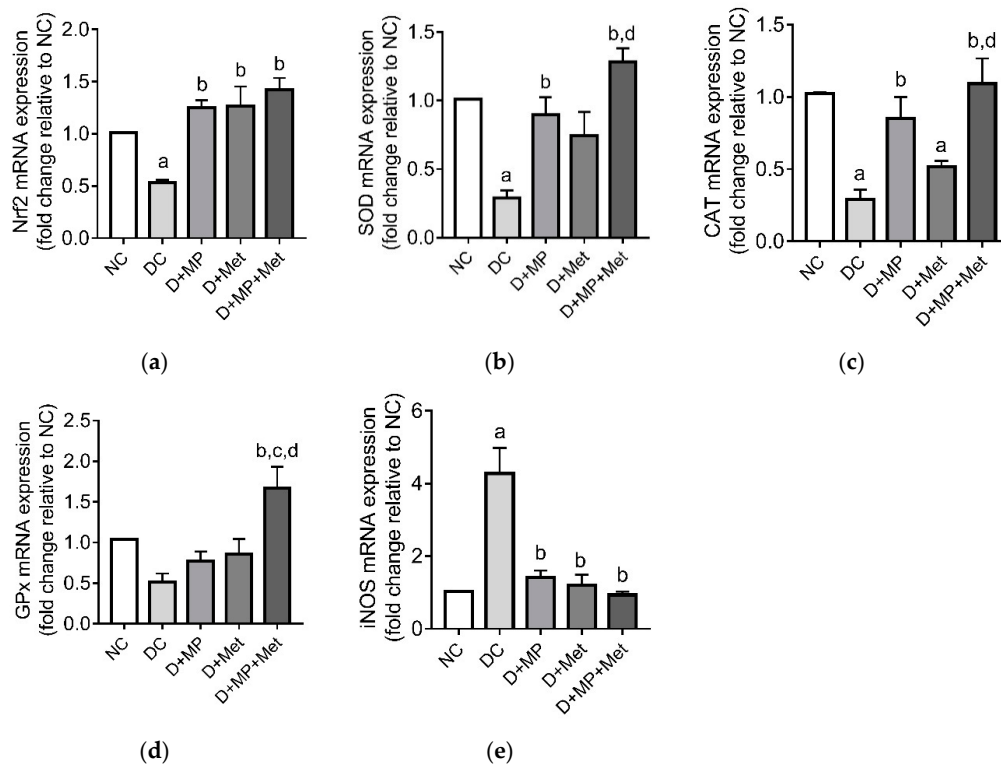 Nrf2 mRNA expression
(fold change relative to NC)
2.0
1.5
1.0
0.5
0.0
a
b
b
b
NC
DC
D+MP
D+Met
D+MP+Met
(a)
SOD mRNA expression
(fold change relative to NC)
1.5
1.0
0.5
0.0
a
b
b,d
NC
DC
D+MP
D+Met
D+MP+Met
(b)
CAT mRNA expression
(fold change relative to NC)
1.5
1.0
0.5
0.0
a
b
a
b,d
NC
DC
D+MP
D+Met
D+MP+Met
(c)
GPx mRNA expression
(fold change relative to NC)
2.5
2.0
1.5
1.0
0.5
0.0
b,c,d
NC
DC
D+MP
D+Met
D+MP+Met
(d)
iNOS mRNA expression
(fold change relative to NC)
6
4
2
0
a
b
b
b
NC
DC
D+MP
D+Met
D+MP+Met
(e)